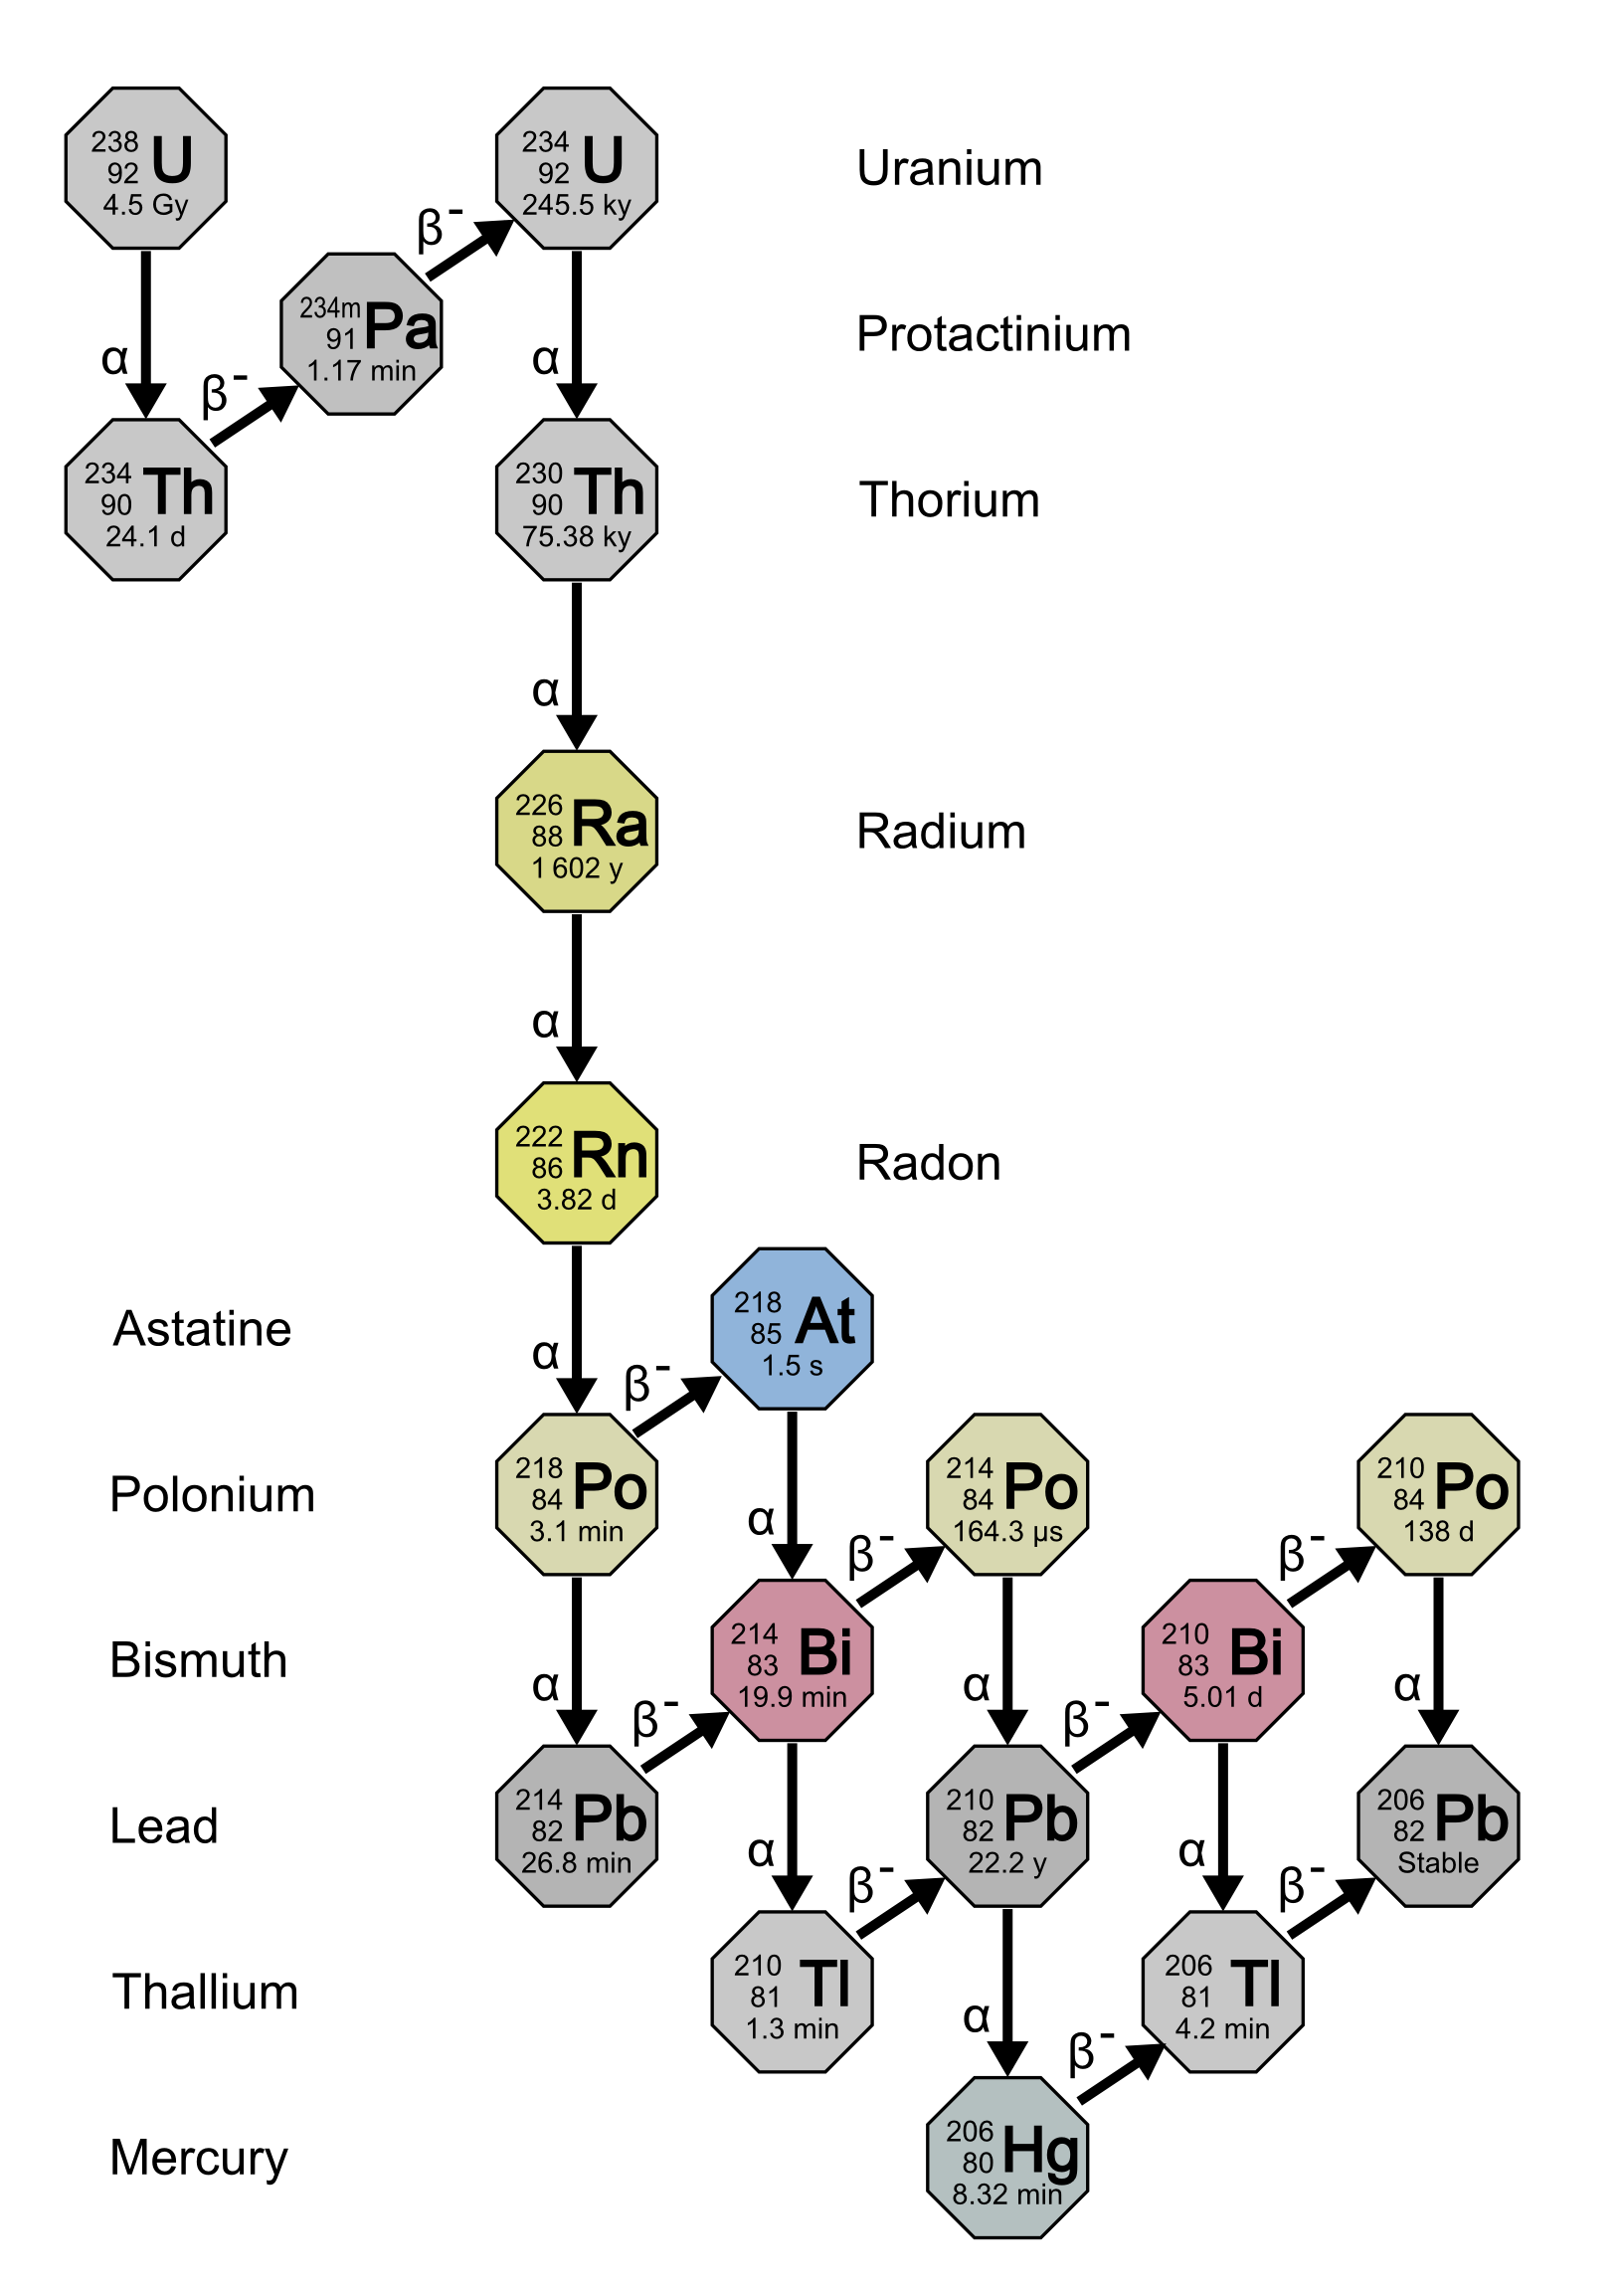 238
92 U
4.5 Gy
234
92 U
245.5 ky
Uranium
β-
234m
91 Pa
1.17 min
Protactinium
α
β-
α
234
90 Th
24.1 d
230
90 Th
75.38 ky
Thorium
α
226
88 Ra
1 602 y
Radium
α
222
86 Rn
3.82 d
Radon
Astatine
218
85 At
1.5 s
α
β-
Polonium
218
84 Po
3.1 min
α
214
84 Po
164.3 µs
210
84 Po
138 d
β-
β-
Bismuth
214
83 Bi
19.9 min
210
83 Bi
5.01 d
α
β-
α
β-
α
Lead
214
82 Pb
26.8 min
210
82 Pb
22.2 y
206
82 Pb
Stable
α
β-
α
β-
Thallium
210
81 Tl
1.3 min
206
81 Tl
4.2 min
α
β-
Mercury
206
80 Hg
8.32 min